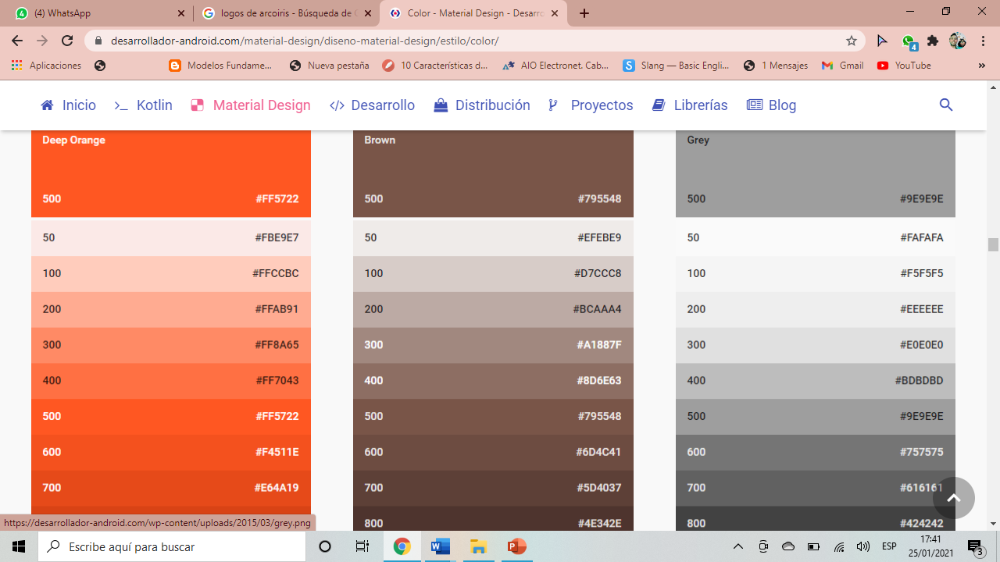 4
(4) WhatsApp
logos de arcoiris - Búsqueda de G
Color - Material Design - Desarro
desarrollador-android.com/material-design/diseno-material-design/estilo/color/
4
Aplicaciones
Modelos Fundame...
Nueva pestaña
10 Características d...
AIO Electronet. Cab...
Slang — Basic Engli...
1 Mensajes
Gmail
YouTube
»
Inicio
Kotlin
Material Design
Desarrollo
Distribución
Proyectos
Librerías
Blog
Deep Orange
500 #FF5722
50 #FBE9E7
100 #FFCCBC
200 #FFAB91
300 #FF8A65
400 #FF7043
500 #FF5722
600 #F4511E
700 #E64A19
Brown
500 #795548
50 #EFEBE9
100 #D7CCC8
200 #BCAAA4
300 #A1887F
400 #8D6E63
500 #795548
600 #6D4C41
700 #5D4037
800 #4E342E
Grey
500 #9E9E9E
50 #FAFAFA
100 #F5F5F5
200 #EEEEEE
300 #E0E0E0
400 #BDBDBD
500 #9E9E9E
600 #757575
700 #616161
800 #424242
https://desarrollador-android.com/wp-content/uploads/2015/03/grey.png
Escribe aquí para buscar
ESP
17:41
25/01/2021
3